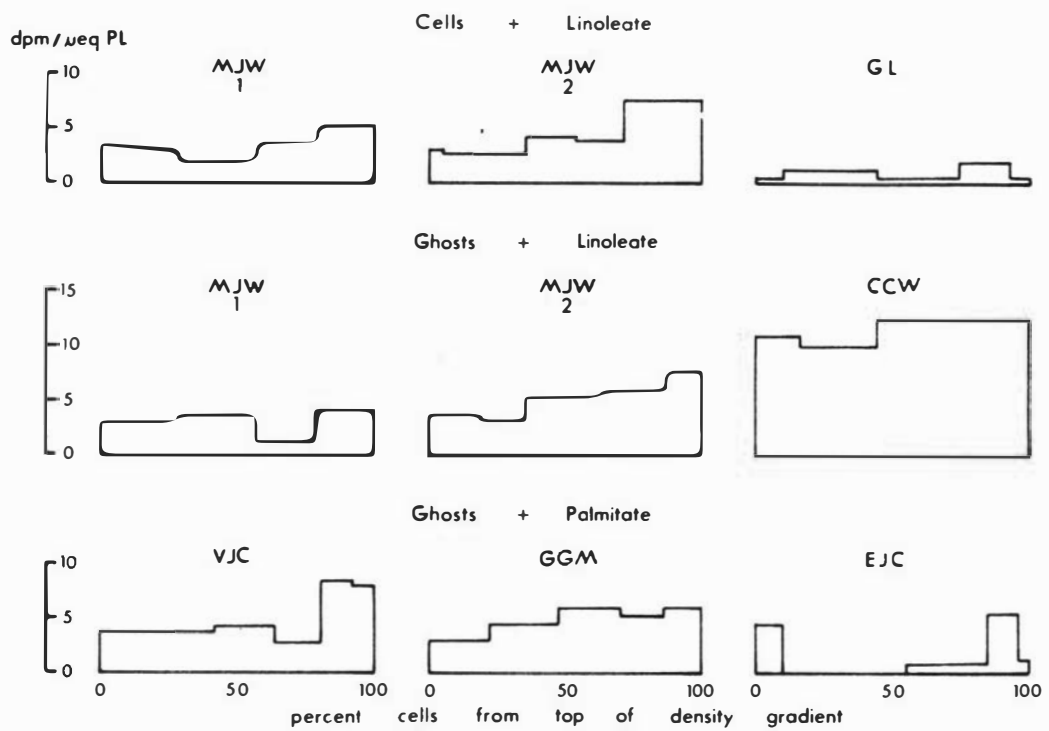 Cells + Linoleate
dpm/μeq PL
MJW 1
MJW 2
GL
10
5
0
Ghosts + Linoleate
MJW 1
MJW 2
CCW
15
10
5
0
Ghosts + Palmitate
VJC
GGM
EJC
10
5
0
0 50 100 0 50 100 0 50 100
percent cells from top of density gradient